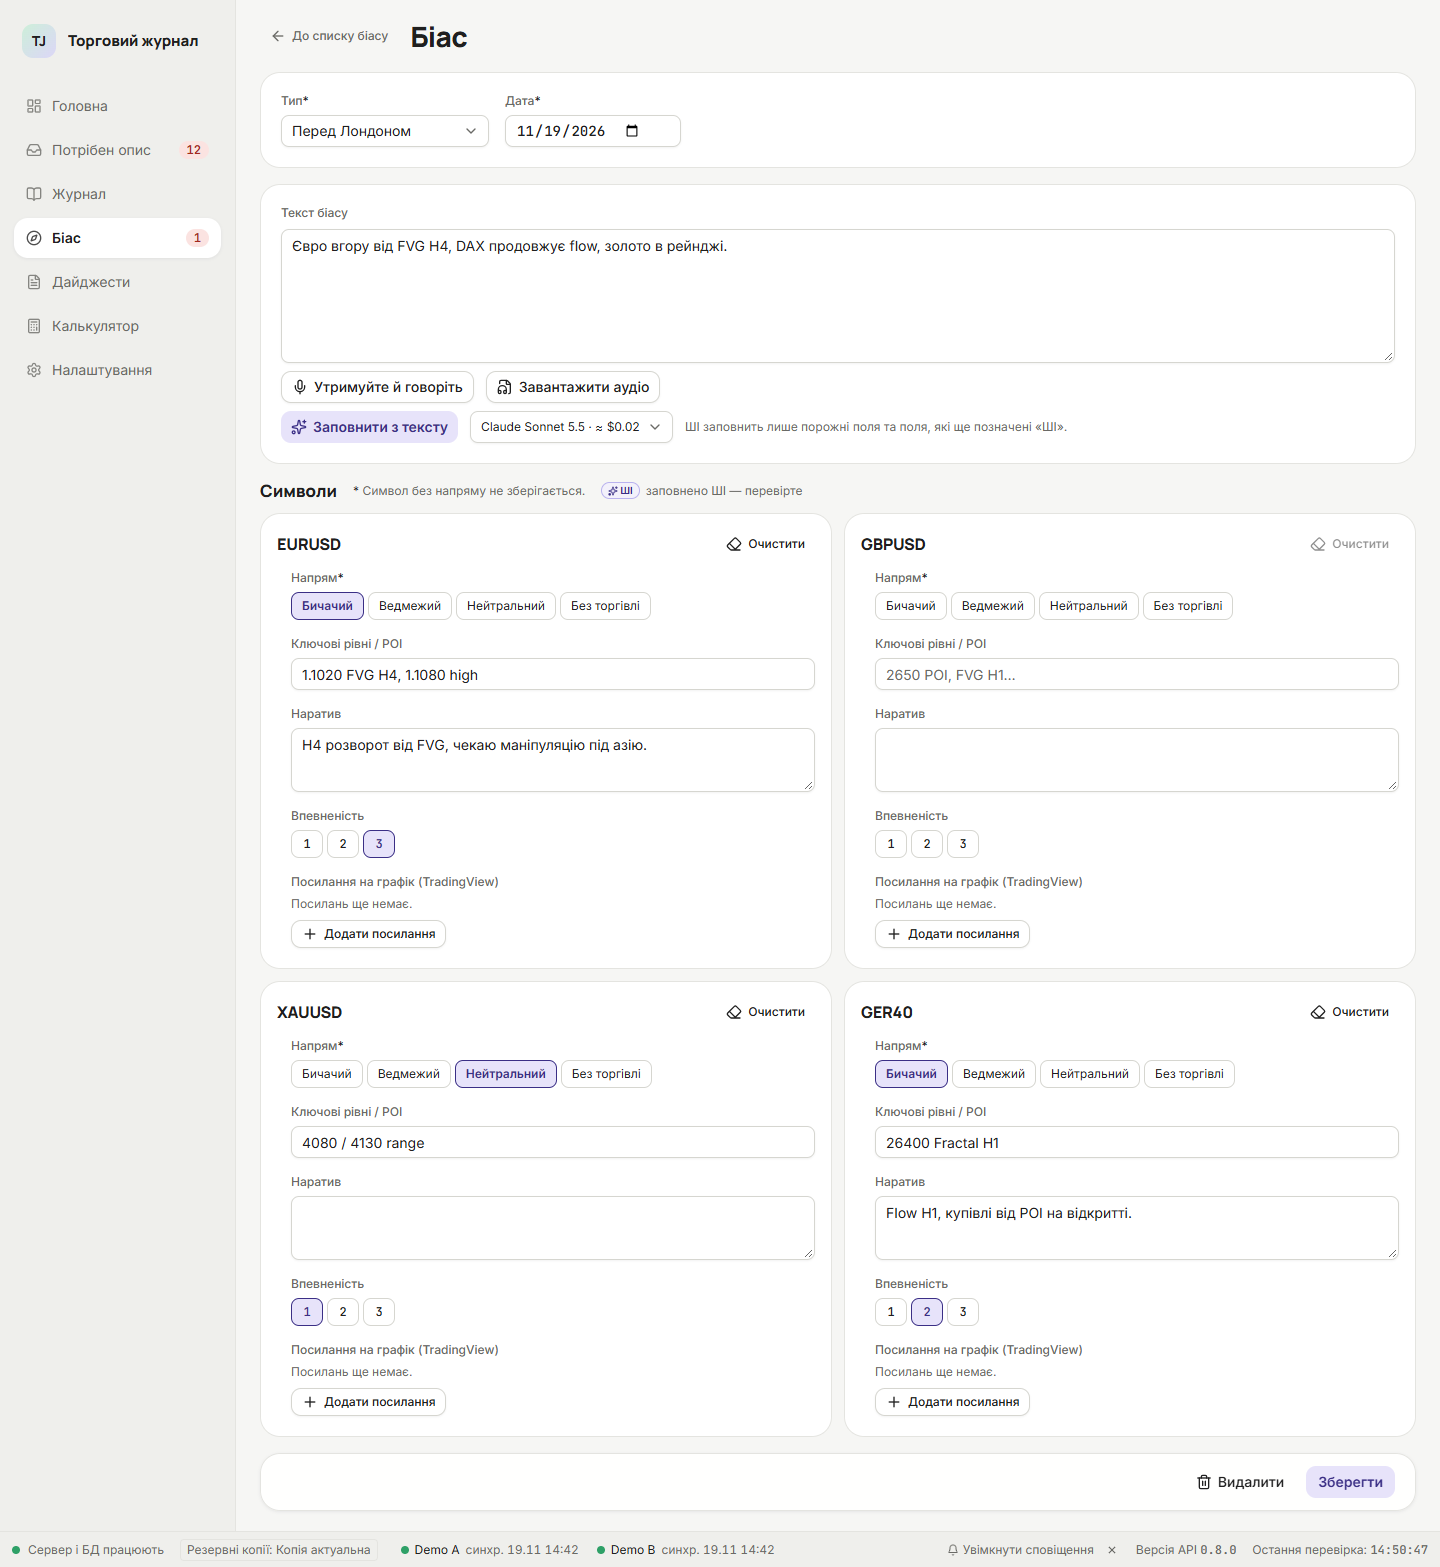 TJ Торговий журнал
Головна
Потрібен опис 12
Журнал
Біас 1
Дайджести
Калькулятор
Налаштування
До списку біасу Біас
Тип* Дата*
Перед Лондоном 11/19/2026
Текст біасу
Євро вгору від FVG H4, DAX продовжує flow, золото в рейнджі.
Утримуйте й говоріть Завантажити аудіо
Заповнити з тексту Claude Sonnet 5.5 · ≈ $0.02 ШІ заповнить лише порожні поля та поля, які ще позначені «ШІ».
Символи * Символ без напряму не зберігається. ШІ заповнено ШІ — перевірте
EURUSD Очистити
Напрям*
Бичачий Ведмежий Нейтральний Без торгівлі
Ключові рівні / POI
1.1020 FVG H4, 1.1080 high
Наратив
H4 розворот від FVG, чекаю маніпуляцію під азію.
Впевненість
1 2 3
Посилання на графік (TradingView)
Посилань ще немає.
Додати посилання
GBPUSD Очистити
Напрям*
Бичачий Ведмежий Нейтральний Без торгівлі
Ключові рівні / POI
2650 POI, FVG H1...
Наратив
Впевненість
1 2 3
Посилання на графік (TradingView)
Посилань ще немає.
Додати посилання
XAUUSD Очистити
Напрям*
Бичачий Ведмежий Нейтральний Без торгівлі
Ключові рівні / POI
4080 / 4130 range
Наратив
Впевненість
1 2 3
Посилання на графік (TradingView)
Посилань ще немає.
Додати посилання
GER40 Очистити
Напрям*
Бичачий Ведмежий Нейтральний Без торгівлі
Ключові рівні / POI
26400 Fractal H1
Наратив
Flow H1, купівлі від POI на відкритті.
Впевненість
1 2 3
Посилання на графік (TradingView)
Посилань ще немає.
Додати посилання
Видалити Зберегти
Сервер і БД працюють Резервні копії: Копія актуальна Demo A синхр. 19.11 14:42 Demo B синхр. 19.11 14:42 Увімкнути сповіщення × Версія API 0.8.0 Остання перевірка: 14:50:47